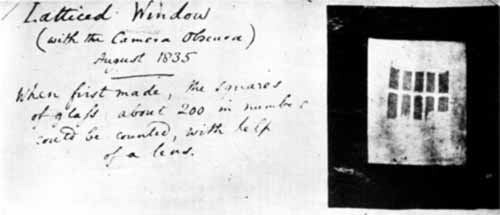 Latticed Window
(with the Camera Obscura)
August 1835
When first made, the squares
of glass about 200 in number
could be counted, with help
of a lens.